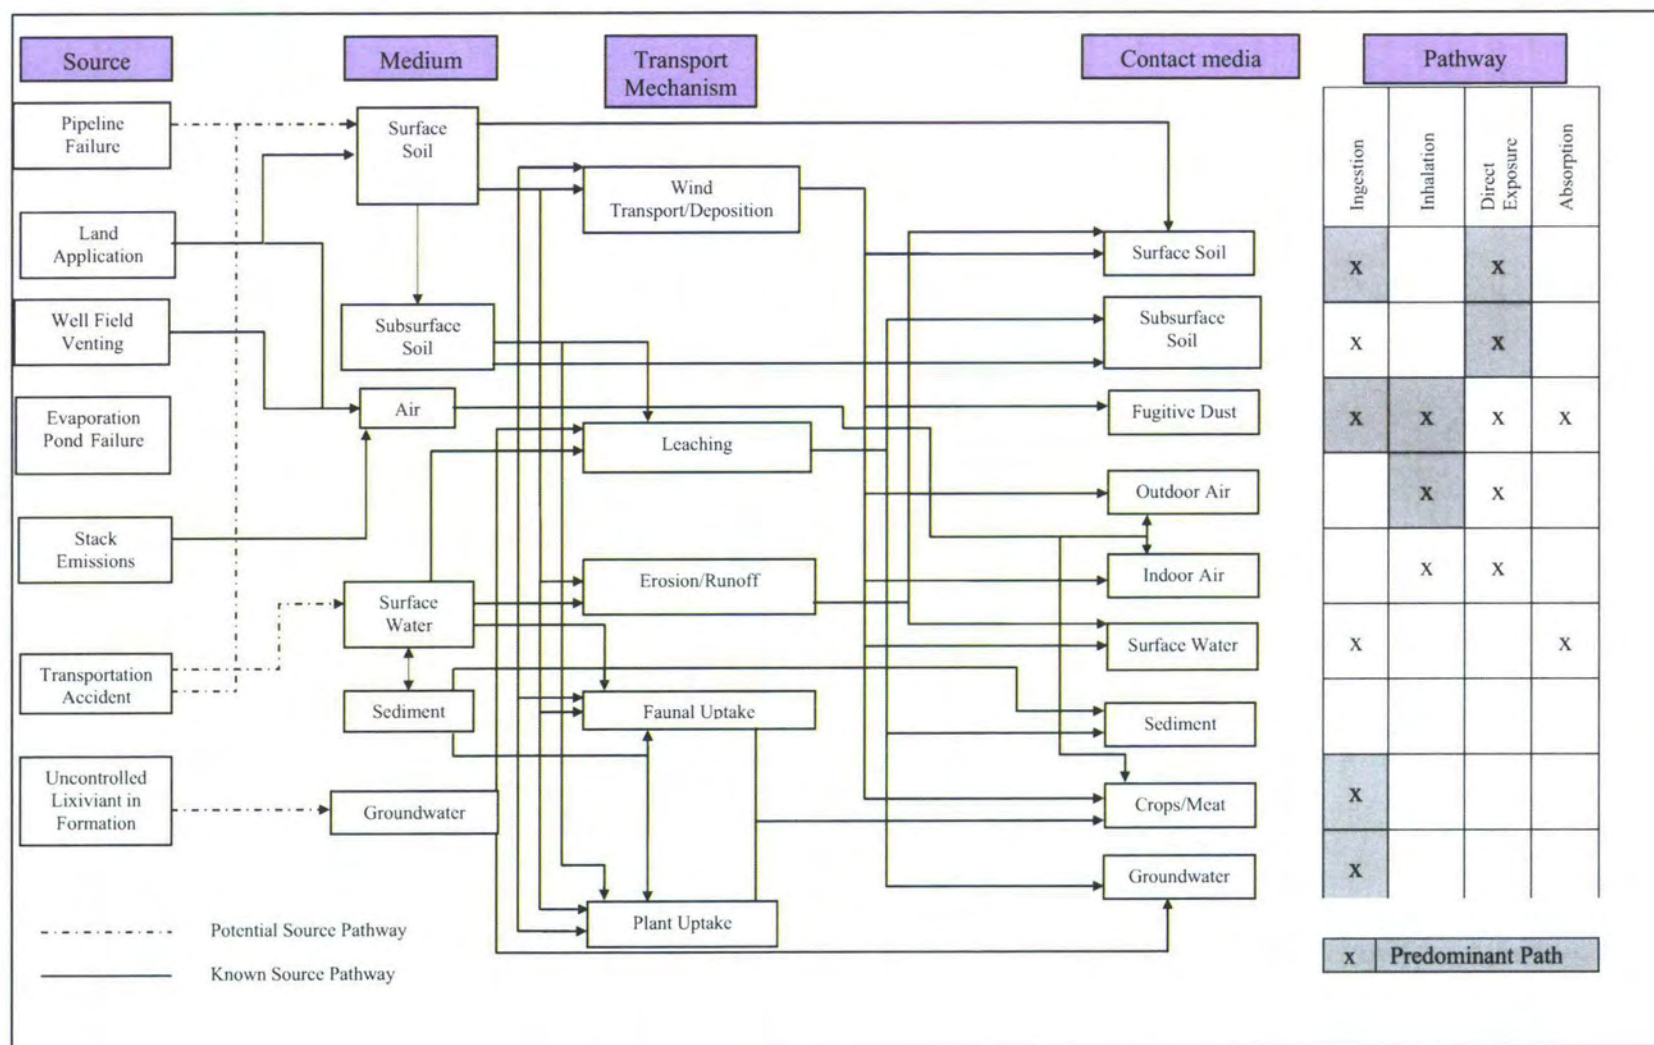 Source
Medium
Transport
Mechanism
Contact media
Pathway
Pipeline
Failure
Land
Application
Well Field
Venting
Evaporation
Pond Failure
Stack
Emissions
Transportation
Accident
Uncontrolled
Lixiviant in
Formation
Surface
Soil
Subsurface
Soil
Air
Surface
Water
Sediment
Groundwater
Wind
Transport/Deposition
Leaching
Erosion/Runoff
Faunal Uptake
Plant Uptake
Surface Soil
Subsurface
Soil
Fugitive Dust
Outdoor Air
Indoor Air
Surface Water
Sediment
Crops/Meat
Groundwater
Ingestion
Inhalation
Direct
Exposure
Absorption
x x
x x
x x x x
x x
x x
x x
x
x
Potential Source Pathway
Known Source Pathway
x Predominant Path